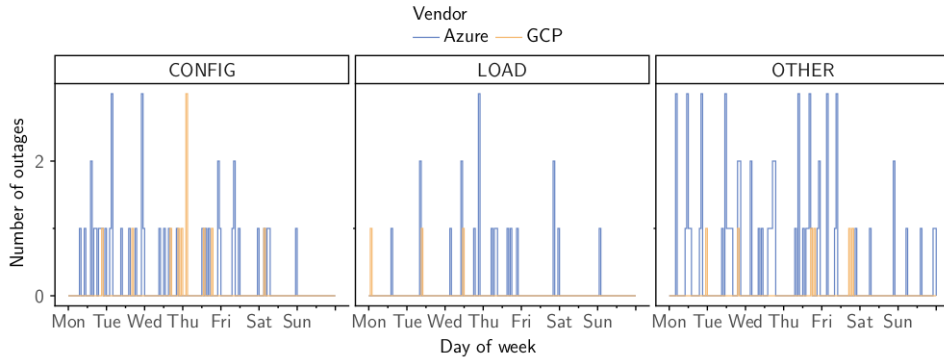 Vendor
Azure GCP
CONFIG LOAD OTHER
Number of outages
2
0
Mon Tue Wed Thu Fri Sat Sun Mon Tue Wed Thu Fri Sat Sun Mon Tue Wed Thu Fri Sat Sun
Day of week